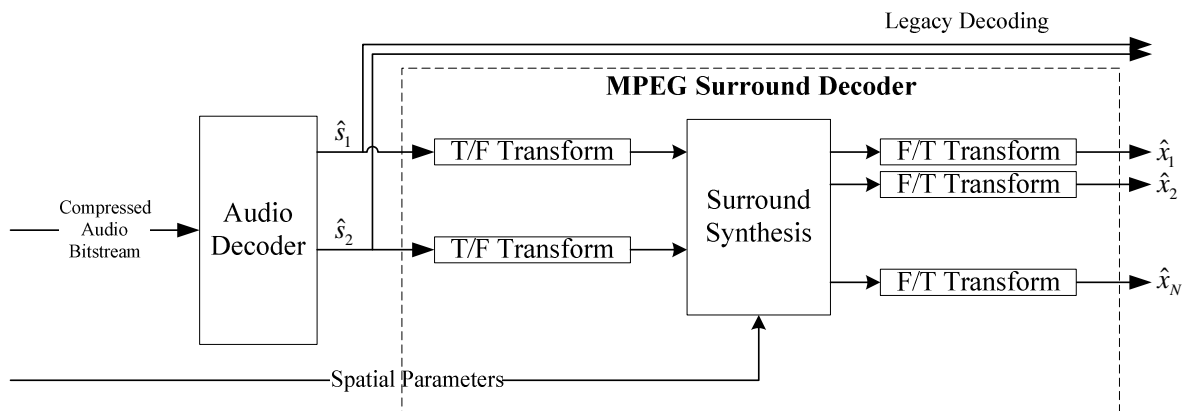 Legacy Decoding
MPEG Surround Decoder
ŝ₁
T/F Transform
F/T Transform
x̂₁
F/T Transform
x̂₂
Compressed
Audio
Bitstream
Audio
Decoder
Surround
Synthesis
ŝ₂
T/F Transform
F/T Transform
x̂_N
Spatial Parameters